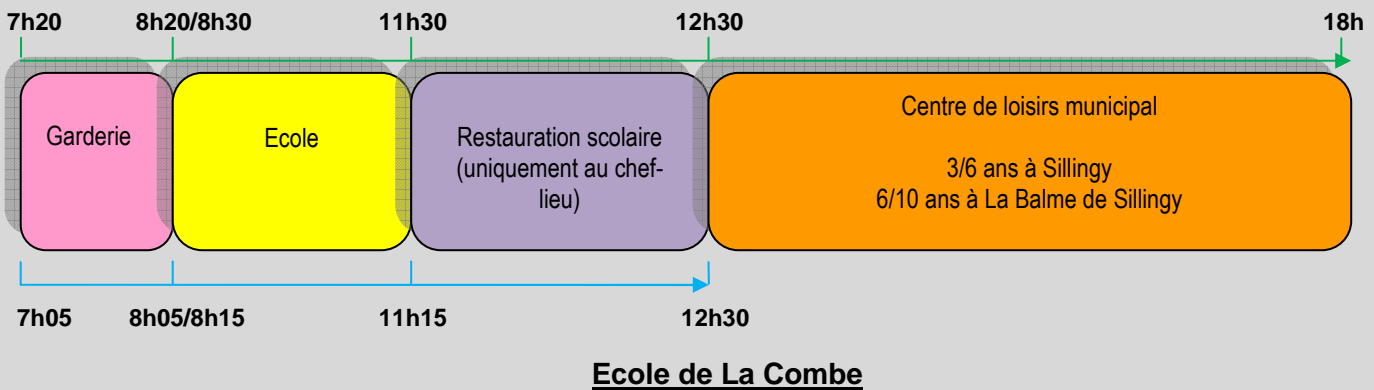 7h20 8h20/8h30 11h30 12h30 18h
Garderie
Ecole
Restauration scolaire
(uniquement au chef-
lieu)
Centre de loisirs municipal
3/6 ans à Sillingy
6/10 ans à La Balme de Sillingy
7h05 8h05/8h15 11h15 12h30
Ecole de La Combe